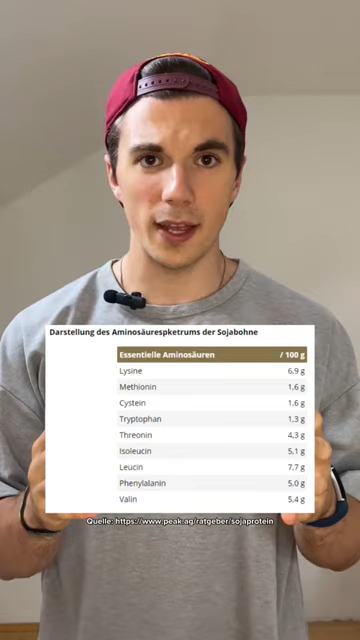 Darstellung des Aminosäurespketrums der Sojabohne
Essentielle Aminosäuren / 100 g
Lysine 6,9 g
Methionin 1.6 g
Cystein 1.6 g
Tryptophan 1,3 g
Threonin 4,3 g
Isoleucin 5,1 g
Leucin 7,7 g
Phenylalanin 5,0 g
Valin 5,4 g
Quelle: https://www.peak.ag/ratgeber/sojaprotein